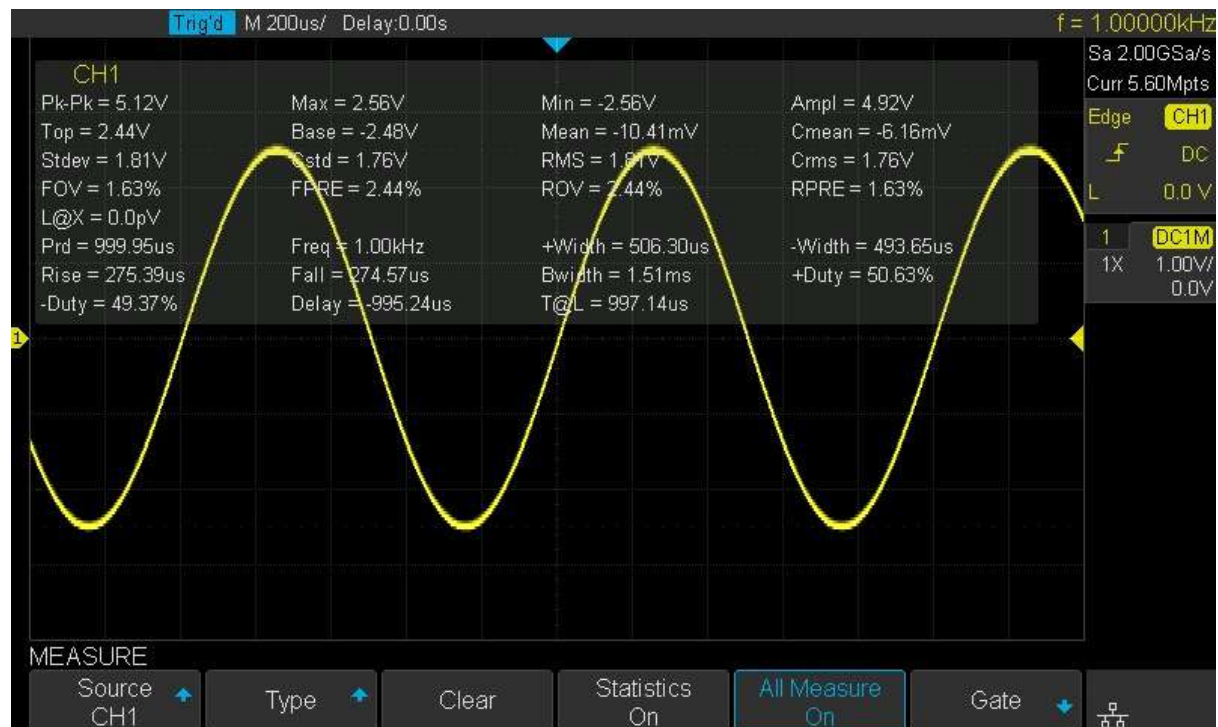 Trig'd M 200us/ Delay:0.00s f = 1.00000kHz
Sa 2.00GSa/s
Curr 5.60Mpts
Edge CH1
DC
L 0.0 V
1 DC1M
1X 1.00V/
0.0V
CH1
Pk-Pk = 5.12V Max = 2.56V Min = -2.56V Ampl = 4.92V
Top = 2.44V Base = -2.48V Mean = -10.41mV Cmean = -6.16mV
Stdev = 1.81V Cstd = 1.76V RMS = 1.81V Crms = 1.76V
FOV = 1.63% FPRE = 2.44% ROV = 2.44% RPRE = 1.63%
L@X = 0.0pV
Prd = 999.95us Freq = 1.00kHz +Width = 506.30us -Width = 493.65us
Rise = 275.39us Fall = 274.57us Bwidth = 1.51ms +Duty = 50.63%
-Duty = 49.37% Delay = -995.24us T@L = 997.14us
1
MEASURE
Source
CH1
Type
Clear
Statistics
On
All Measure
On
Gate